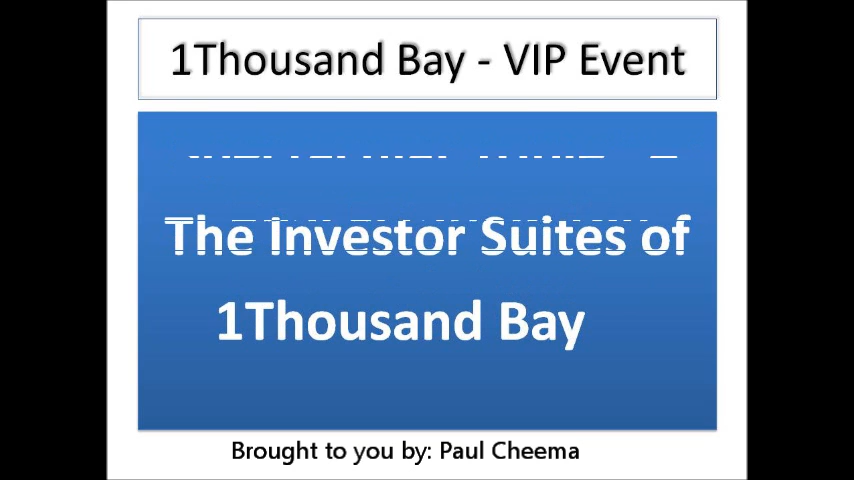 1Thousand Bay - VIP Event
The Investor Suites of
1Thousand Bay
Brought to you by: Paul Cheema